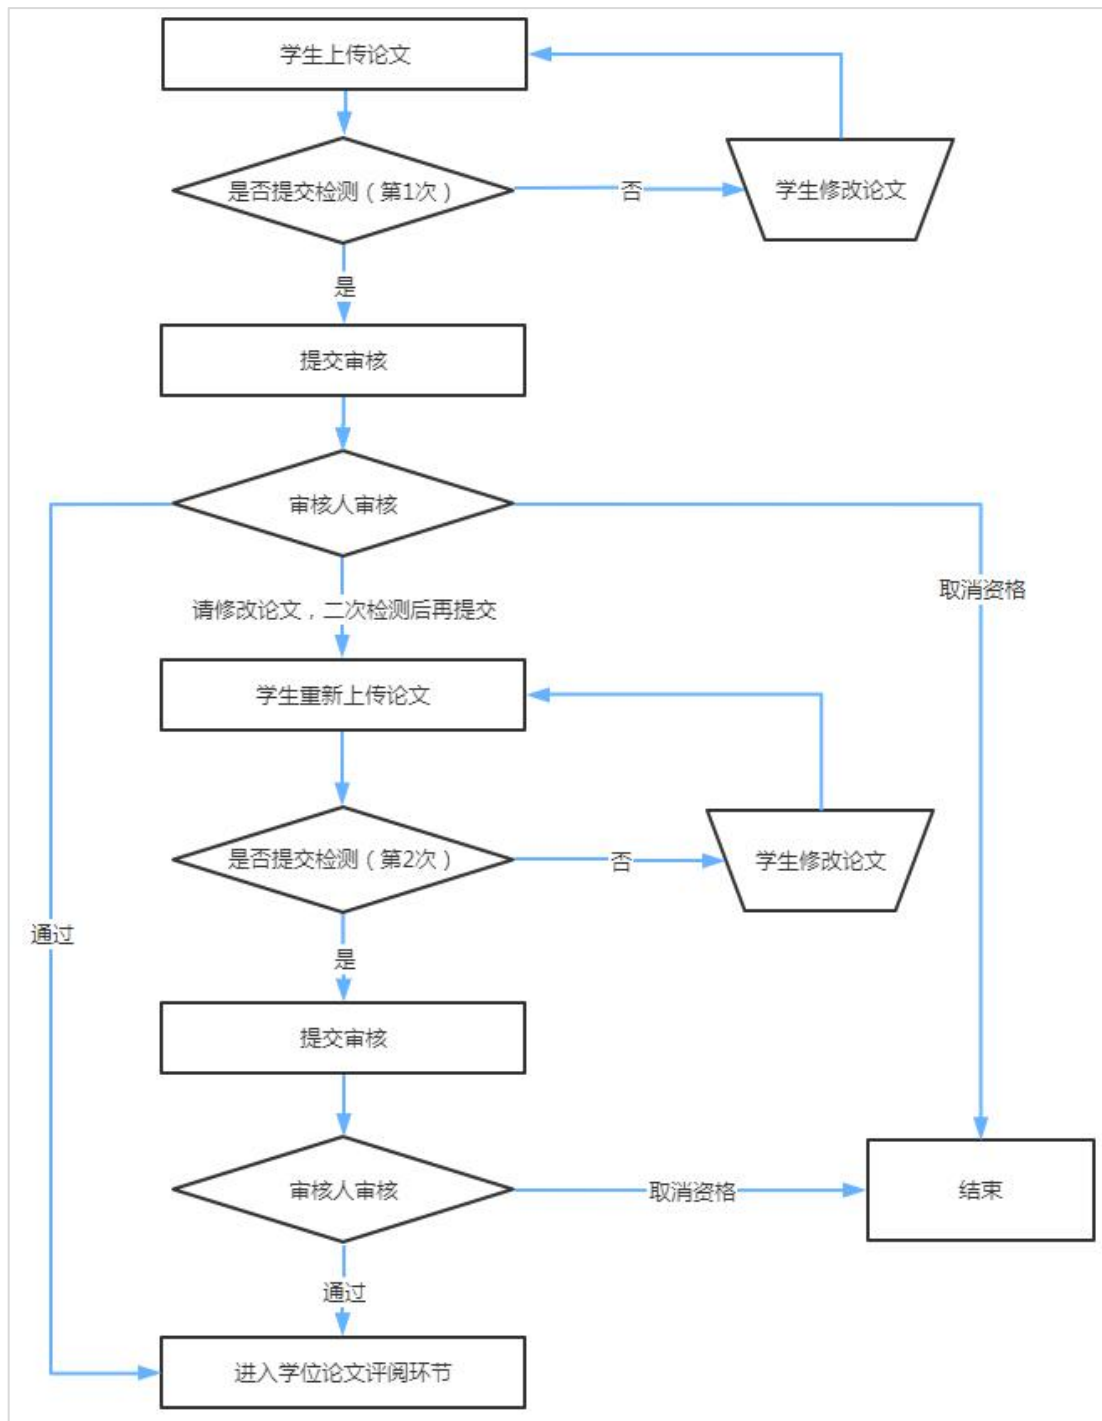 学生上传论文
是否提交检测（第1次）
否
学生修改论文
是
提交审核
审核人审核
取消资格
请修改论文，二次检测后再提交
学生重新上传论文
是否提交检测（第2次）
否
学生修改论文
通过
是
提交审核
审核人审核
取消资格
结束
通过
进入学位论文评阅环节